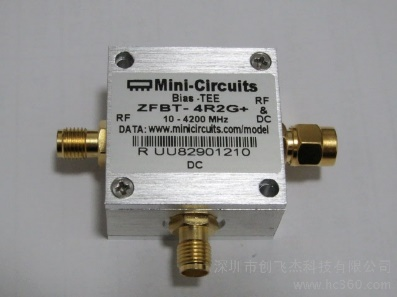 Mini-Circuits
Bias -TEE
ZFBT- 4R2G+
RF & DC
RF
10 - 4200 MHz
DATA: www.minicircuits.com/model
R UU82901210
DC
深圳市创飞杰科技有限公司
www.hc360.com